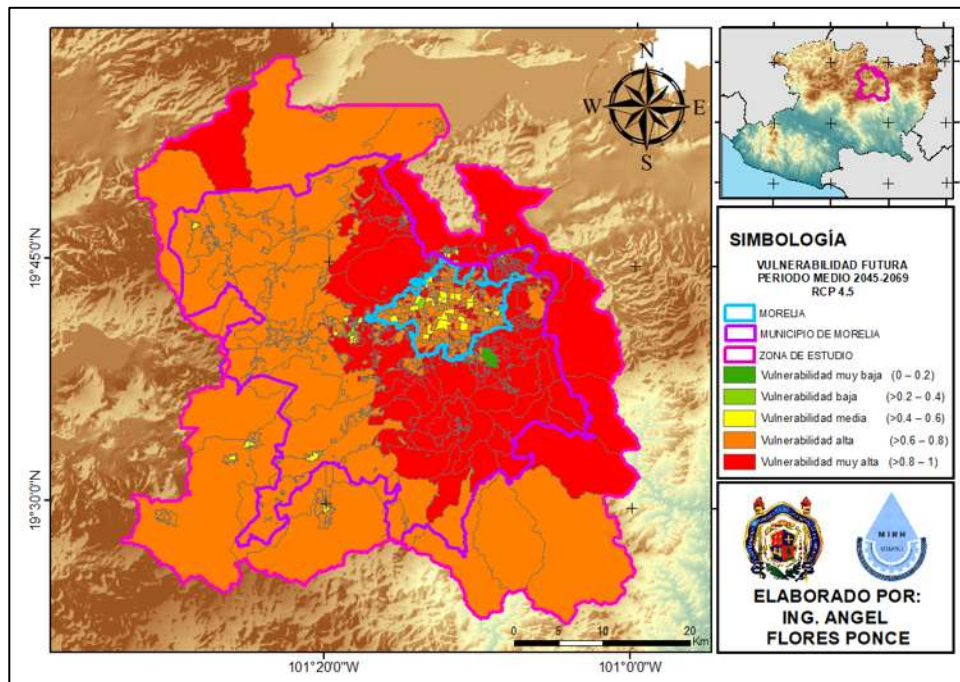 N
W
E
S
19°45'0"N
19°30'0"N
101°20'0"W
101°0'0"W
0
5
10
20
Km
SIMBOLOGÍA
VULNERABILIDAD FUTURA
PERIODO MEDIO 2045-2069
RCP 4.5
MORELIA
MUNICIPIO DE MORELIA
ZONA DE ESTUDIO
Vulnerabilidad muy baja (0 – 0.2)
Vulnerabilidad baja (>0.2 – 0.4)
Vulnerabilidad media (>0.4 – 0.6)
Vulnerabilidad alta (>0.6 – 0.8)
Vulnerabilidad muy alta (>0.8 – 1)
MIRH
ELABORADO POR:
ING. ANGEL
FLORES PONCE